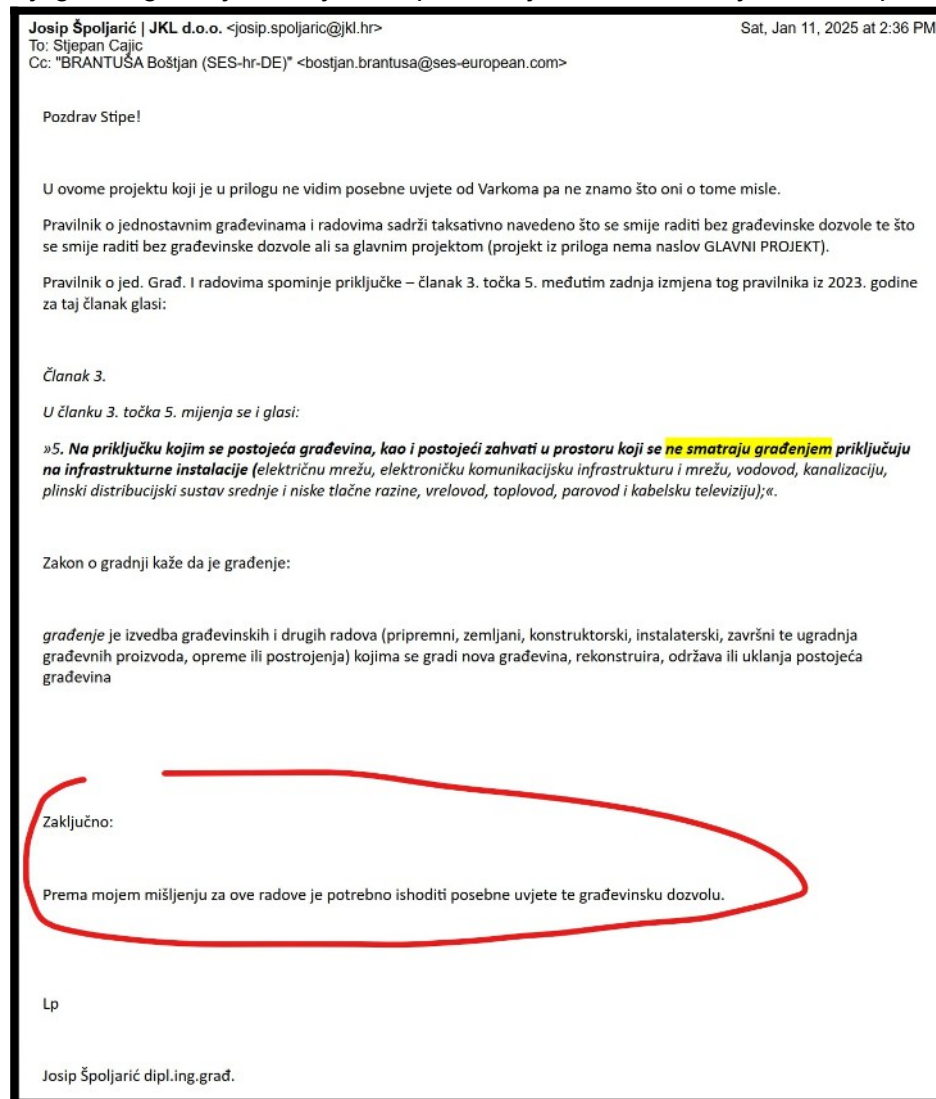 Josip Špoljarić | JKL d.o.o. <josip.spoljaric@jkl.hr> Sat, Jan 11, 2025 at 2:36 PM
To: Stjepan Cajic
Cc: "BRANTUŠA Boštjan (SES-hr-DE)" <bostjan.brantusa@ses-european.com>
Pozdrav Stipe!
U ovome projektu koji je u prilogu ne vidim posebne uvjete od Varkoma pa ne znamo što oni o tome misle.
Pravilnik o jednostavnim građevinama i radovima sadrži taksativno navedeno što se smije raditi bez građevinske dozvole te što
se smije raditi bez građevinske dozvole ali sa glavnim projektom (projekt iz priloga nema naslov GLAVNI PROJEKT).
Pravilnik o jed. Građ. I radovima spominje priključke – članak 3. točka 5. međutim zadnja izmjena tog pravilnika iz 2023. godine
za taj članak glasi:
Članak 3.
U članku 3. točka 5. mijenja se i glasi:
»5. Na priključku kojim se postojeća građevina, kao i postojeći zahvati u prostoru koji se ne smatraju građenjem priključuju
na infrastrukturne instalacije (električnu mrežu, elektroničku komunikacijsku infrastrukturu i mrežu, vodovod, kanalizaciju,
plinski distribucijski sustav srednje i niske tlačne razine, vrelovod, toplovod, parovod i kabelsku televiziju);«.
Zakon o gradnji kaže da je građenje:
građenje je izvedba građevinskih i drugih radova (pripremni, zemljani, konstruktorski, instalaterski, završni te ugradnja
građevnih proizvoda, opreme ili postrojenja) kojima se gradi nova građevina, rekonstruira, održava ili uklanja postojeća
građevina
Zaključno:
Prema mojem mišljenju za ove radove je potrebno ishoditi posebne uvjete te građevinsku dozvolu.
Lp
Josip Špoljarić dipl.ing.građ.